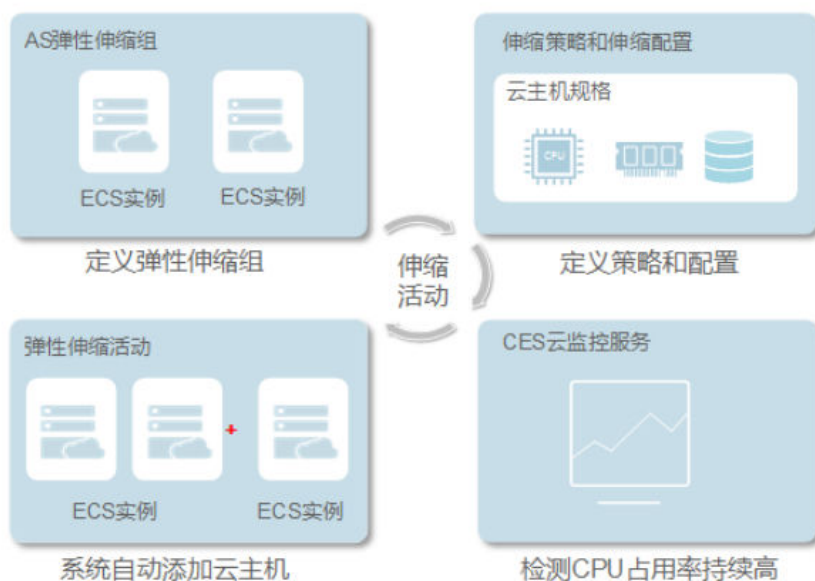 AS弹性伸缩组
ECS实例
ECS实例
定义弹性伸缩组
伸缩策略和伸缩配置
云主机规格
CPU
定义策略和配置
伸缩
活动
弹性伸缩活动
+
ECS实例
ECS实例
系统自动添加云主机
CES云监控服务
检测CPU占用率持续高